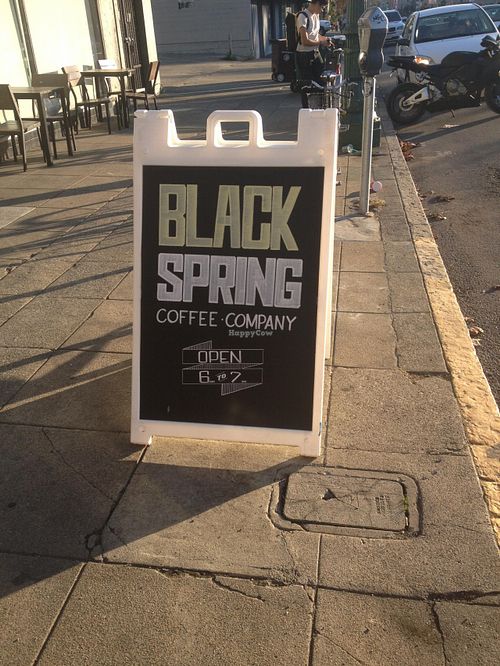 BLACK
SPRING
COFFEE · COMPANY
HappyCow
OPEN
6 TO 7